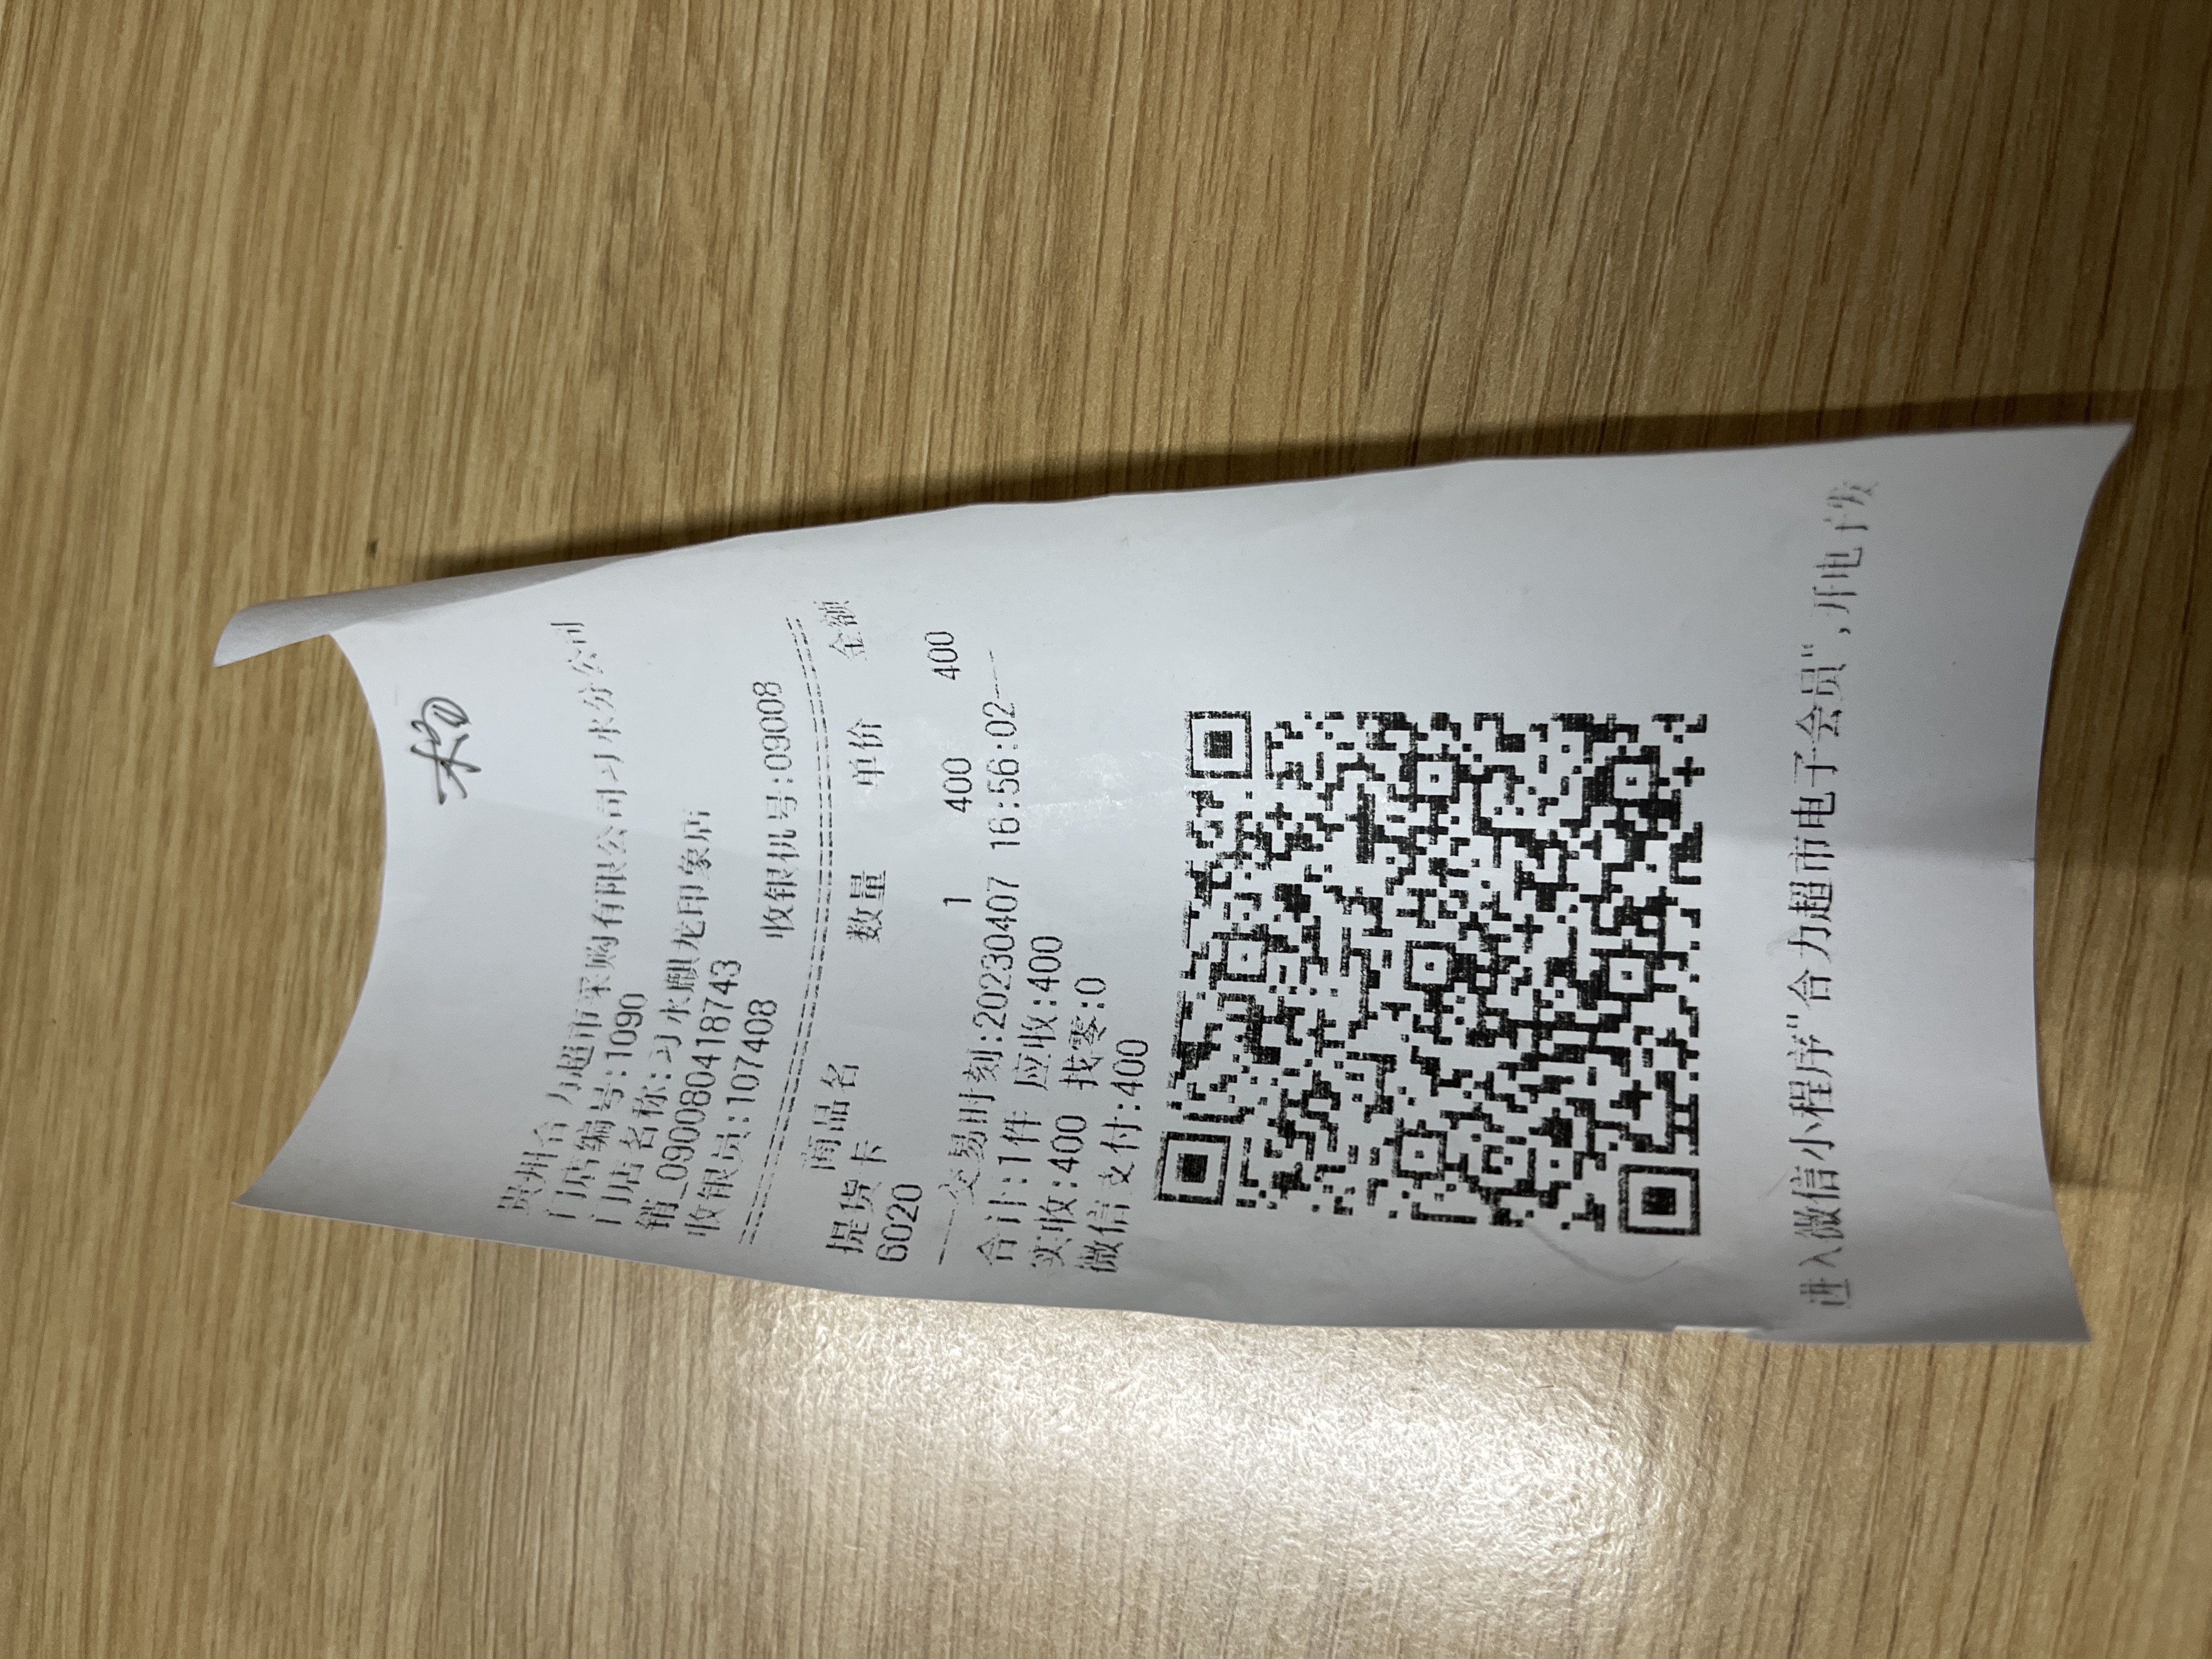 贵州合力超市采购有限公司习水分公司
门店编号:1090
门店名称:习水麒龙印象店
销_0900080418743
收银员:107408 收银机号:09008
商品名 数量 单价 金额
提货卡
6020 1 400 400
交易时刻:20230407 16:56:02
合计:1件 应收:400
实收:400 找零:0
微信支付:400
进入微信小程序"合力超市电子会员",开电子发